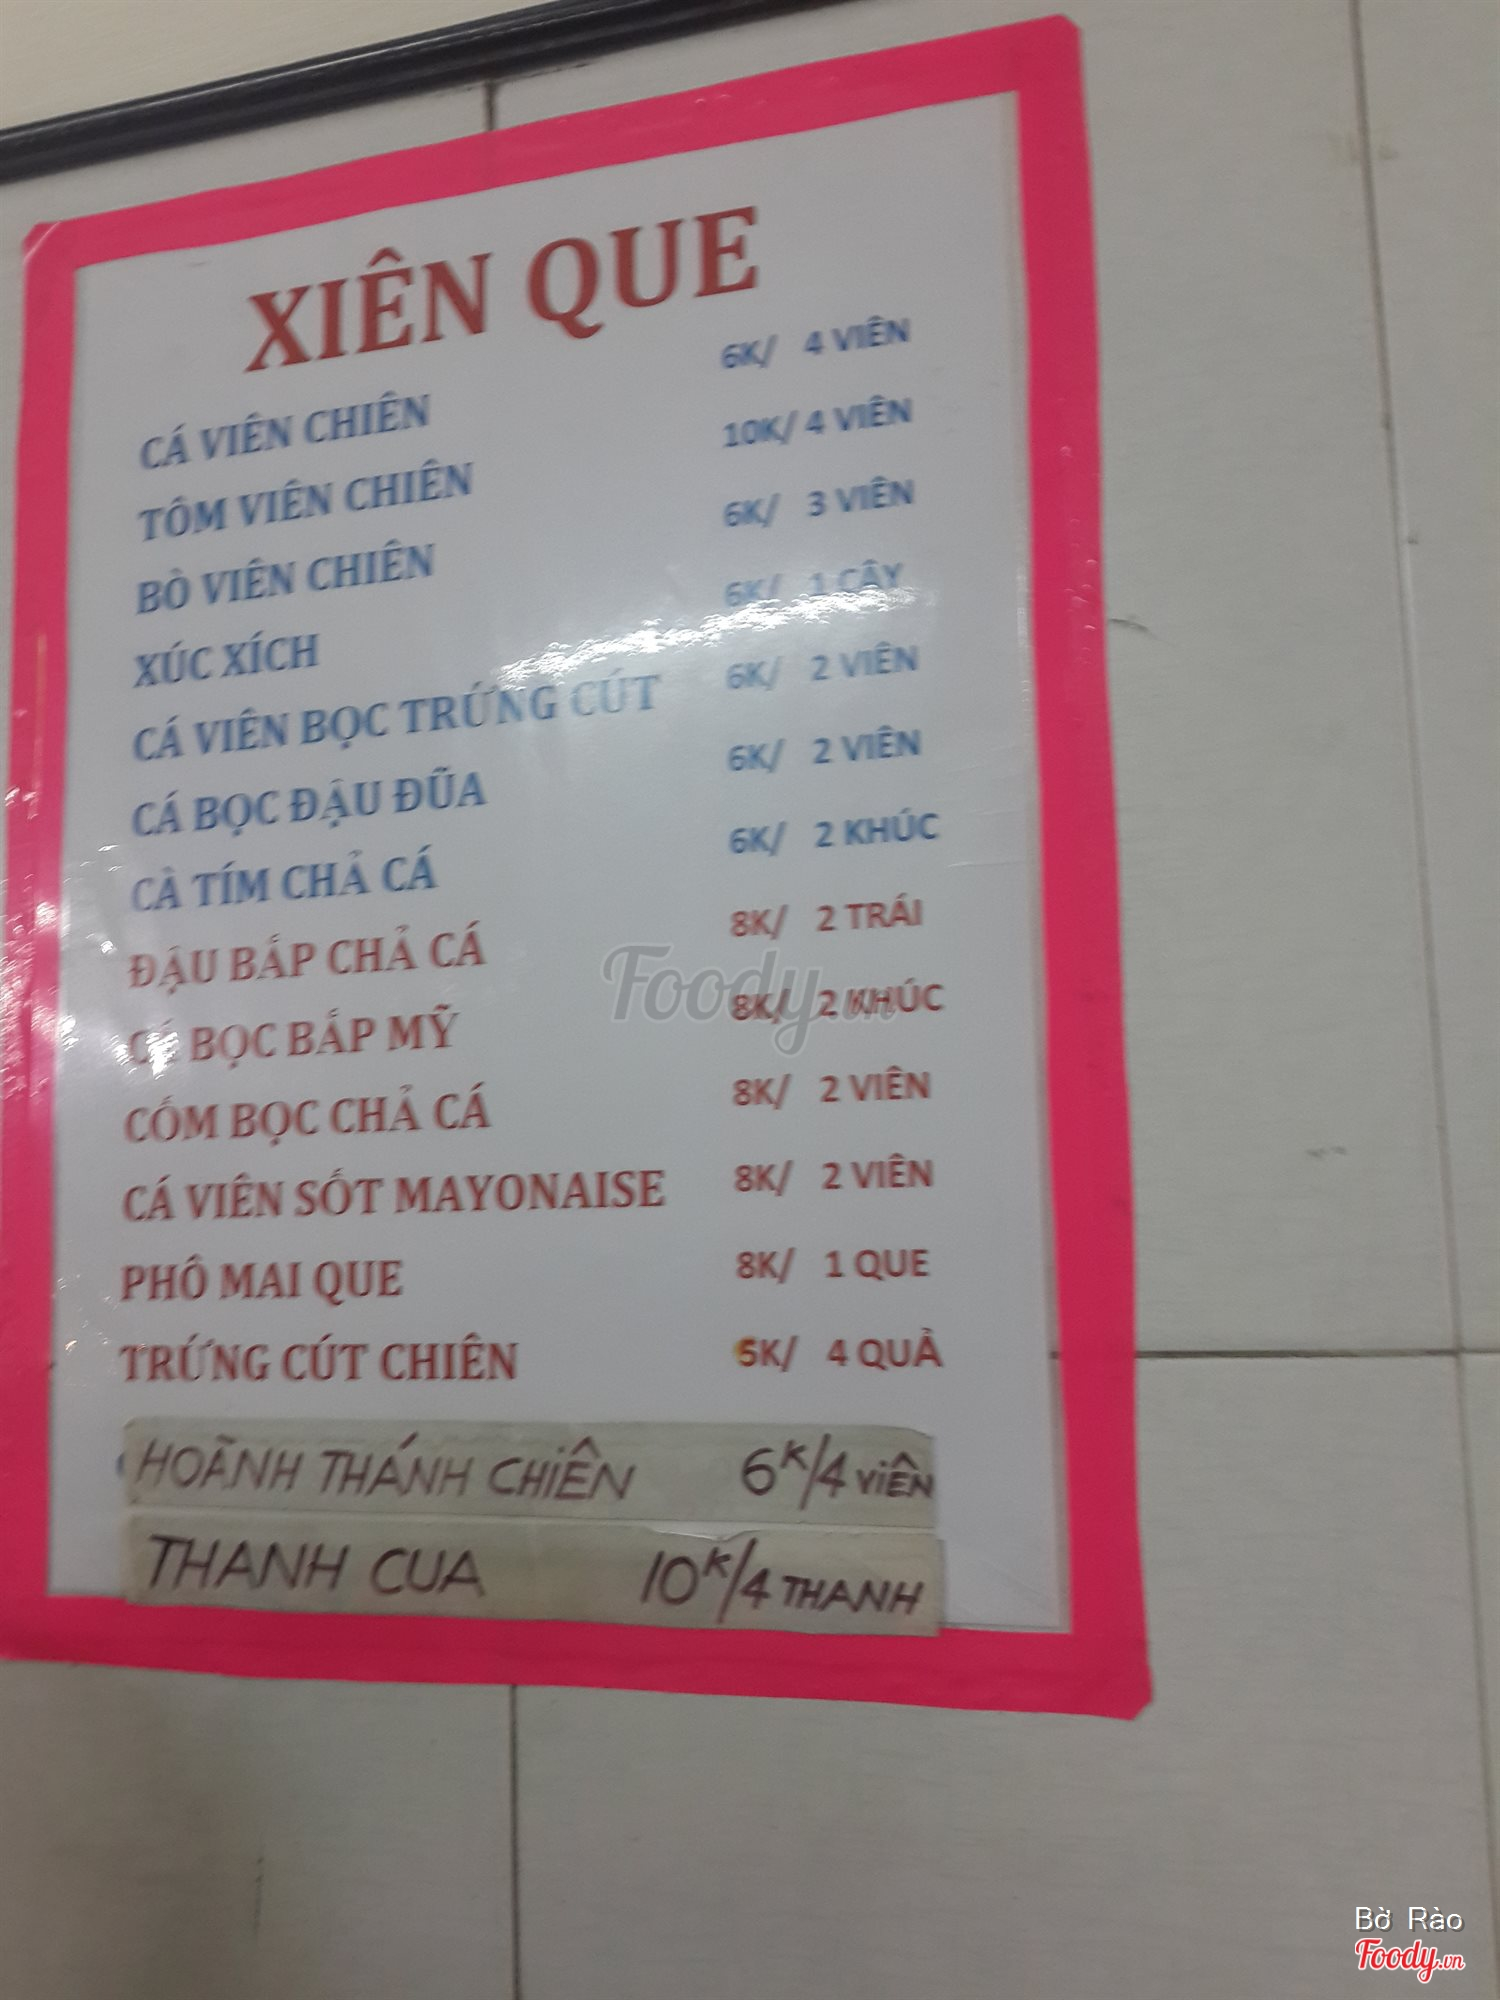 XIÊN QUE
CÁ VIÊN CHIÊN 6K/ 4 VIÊN
TÔM VIÊN CHIÊN 10K/ 4 VIÊN
BÒ VIÊN CHIÊN 6K/ 3 VIÊN
XÚC XÍCH 6K/ 1 CÂY
CÁ VIÊN BỌC TRỨNG CÚT 6K/ 2 VIÊN
CÁ BỌC ĐẬU ĐŨA 6K/ 2 VIÊN
CÀ TÍM CHẢ CÁ 6K/ 2 KHÚC
ĐẬU BẮP CHẢ CÁ 8K/ 2 TRÁI
CÁ BỌC BẮP MỸ 8K/ 2 KHÚC
CỐM BỌC CHẢ CÁ 8K/ 2 VIÊN
CÁ VIÊN SỐT MAYONAISE 8K/ 2 VIÊN
PHÔ MAI QUE 8K/ 1 QUE
TRỨNG CÚT CHIÊN 5K/ 4 QUẢ
HOÀNH THÁNH CHIÊN 6K/4 VIÊN
THANH CUA 10K/4 THANH
Foody.vn
Bờ Rào
Foody.vn